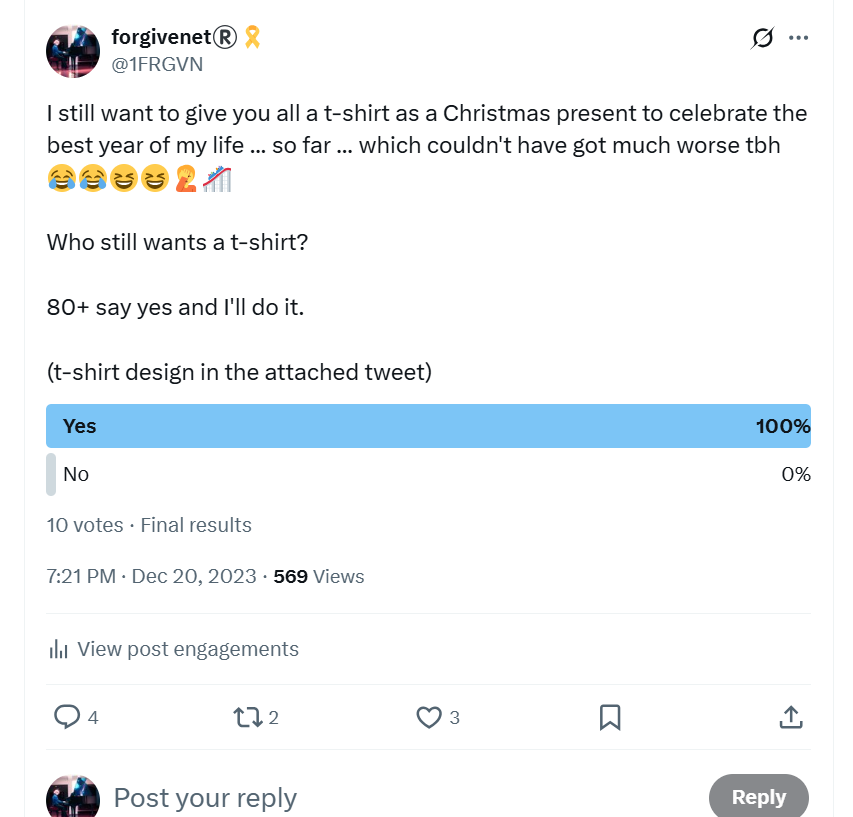 forgivenet® 🎗️
@1FRGVN
I still want to give you all a t-shirt as a Christmas present to celebrate the
best year of my life ... so far ... which couldn't have got much worse tbh
😂😂😆😆🤦🎢
Who still wants a t-shirt?
80+ say yes and I'll do it.
(t-shirt design in the attached tweet)
Yes 100%
No 0%
10 votes · Final results
7:21 PM · Dec 20, 2023 · 569 Views
View post engagements
4 2 3
Post your reply Reply